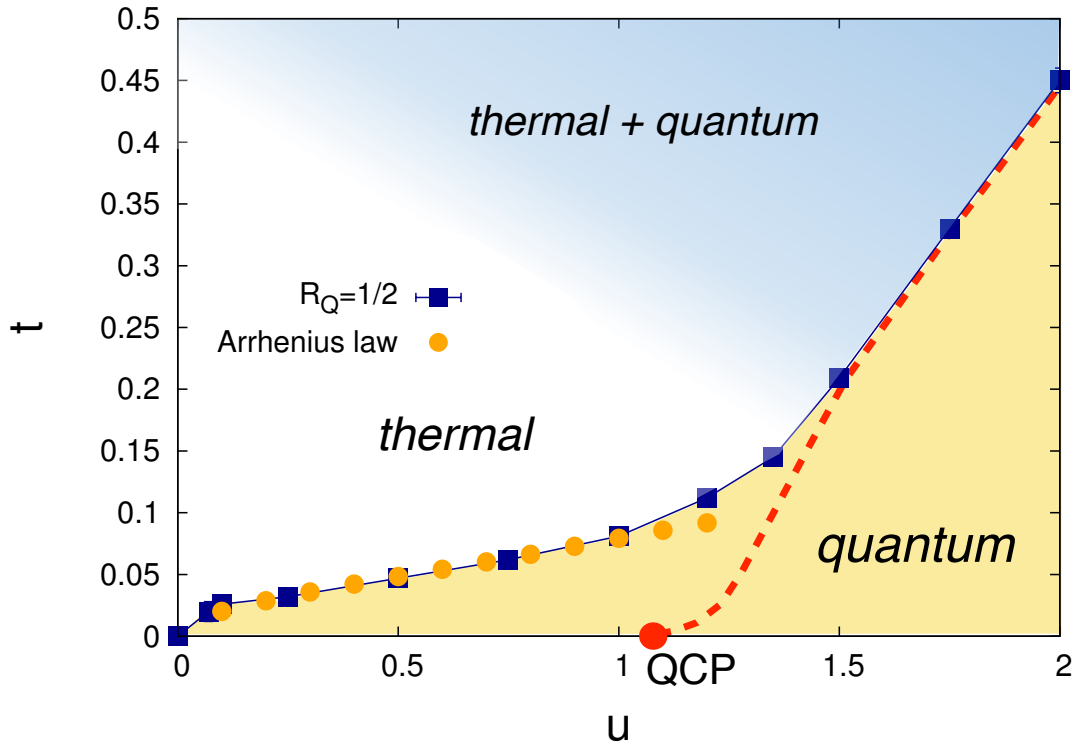 0.5
0.45
thermal + quantum
0.4
0.35
0.3
R_Q=1/2
t
0.25
Arrhenius law
0.2
thermal
0.15
0.1
quantum
0.05
0
0 0.5 1 1.5 2
QCP
u